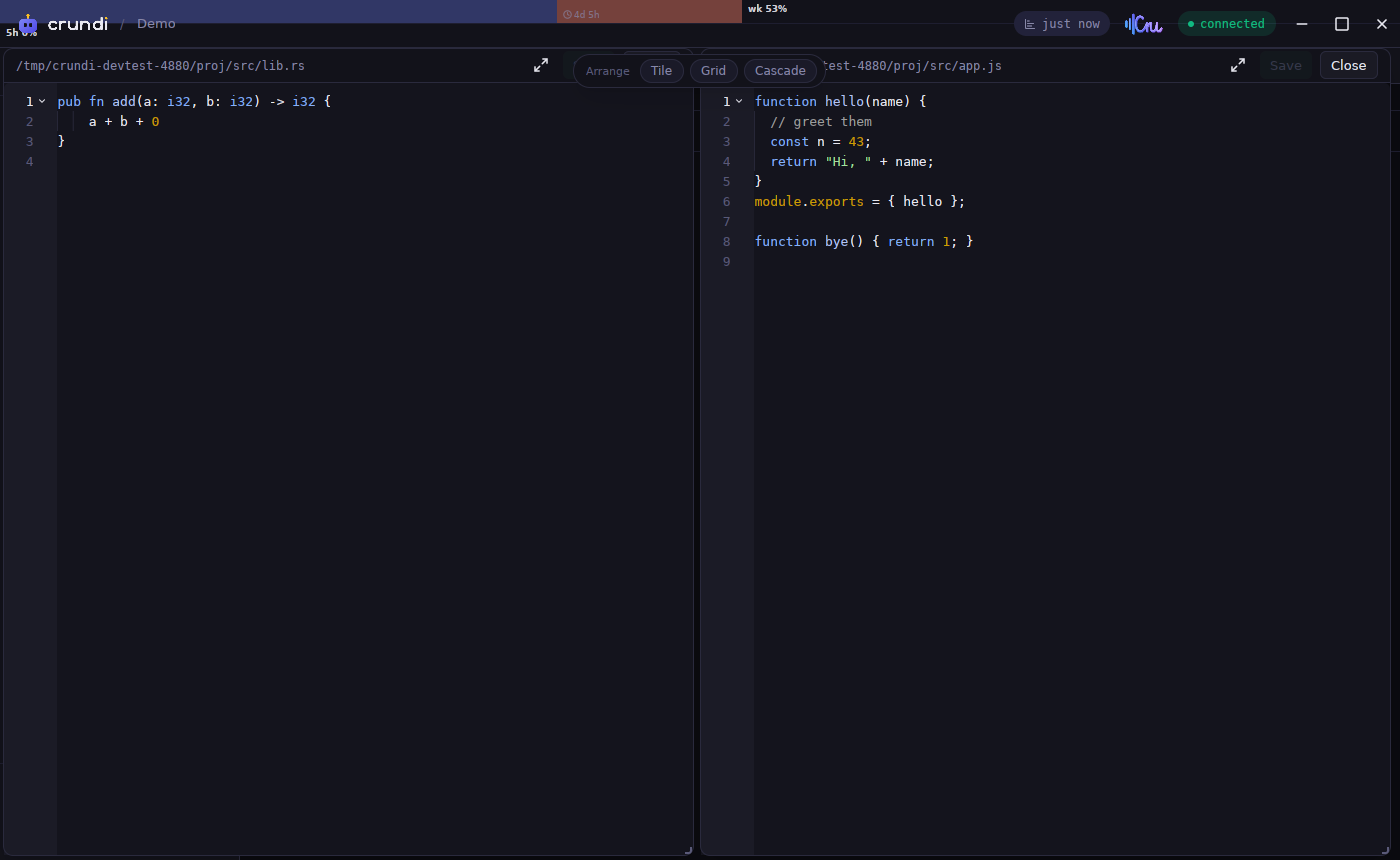 4d 5h
wk 53%
5h
crundi / Demo
just now
Cru
connected
/tmp/crundi-devtest-4880/proj/src/lib.rs
Arrange Tile Grid Cascade
test-4880/proj/src/app.js
Save Close
1 pub fn add(a: i32, b: i32) -> i32 {
2 a + b + 0
3 }
4
1 function hello(name) {
2 // greet them
3 const n = 43;
4 return "Hi, " + name;
5 }
6 module.exports = { hello };
7
8 function bye() { return 1; }
9